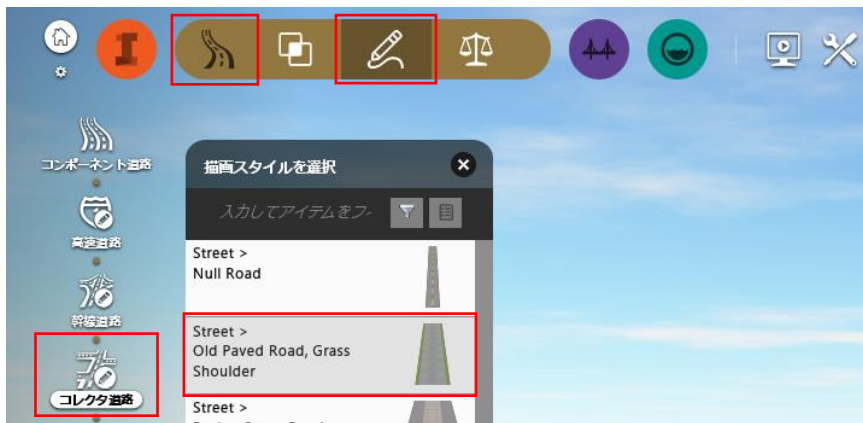 コンポーネント道路
高速道路
幹線道路
コレクタ道路
描画スタイルを選択
入力してアイテムをフ-
Street >
Null Road
Street >
Old Paved Road, Grass
Shoulder
Street >